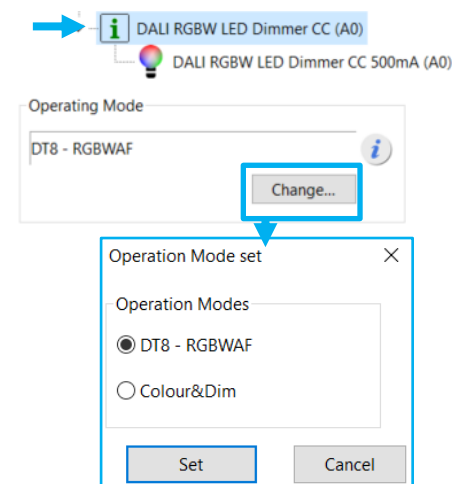 i DALI RGBW LED Dimmer CC (A0)
DALI RGBW LED Dimmer CC 500mA (A0)
Operating Mode
DT8 - RGBWAF i
Change...
Operation Mode set ×
Operation Modes
DT8 - RGBWAF
Colour&Dim
Set Cancel